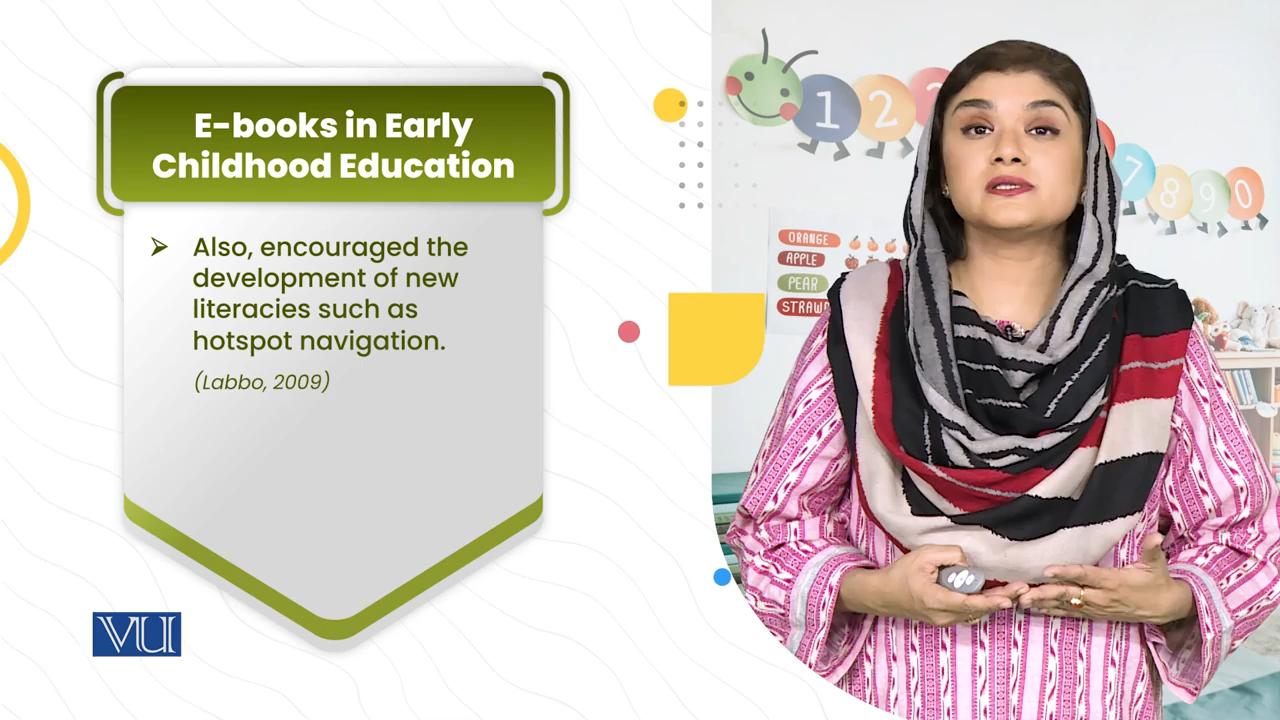 E-books in Early
Childhood Education
➢ Also, encouraged the
development of new
literacies such as
hotspot navigation.
(Labbo, 2009)
VU
1 2
7 8 9 0
ORANGE
APPLE
PEAR